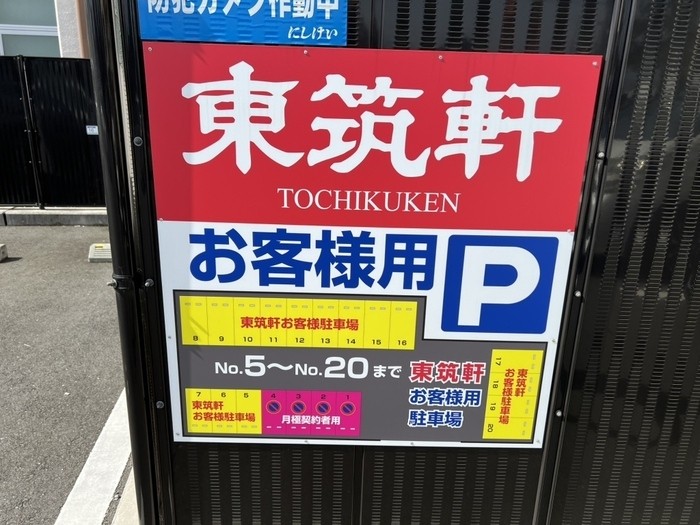 防犯カメラ作動中
にしけい
東筑軒
TOCHIKUKEN
お客様用 P
東筑軒お客様駐車場
8 9 10 11 12 13 14 15 16
No.5〜No.20まで 東筑軒
お客様用
駐車場
17 18 19 20
東筑軒
お客様駐車場
7 6 5
東筑軒
お客様駐車場
4 3 2 1
月極契約者用